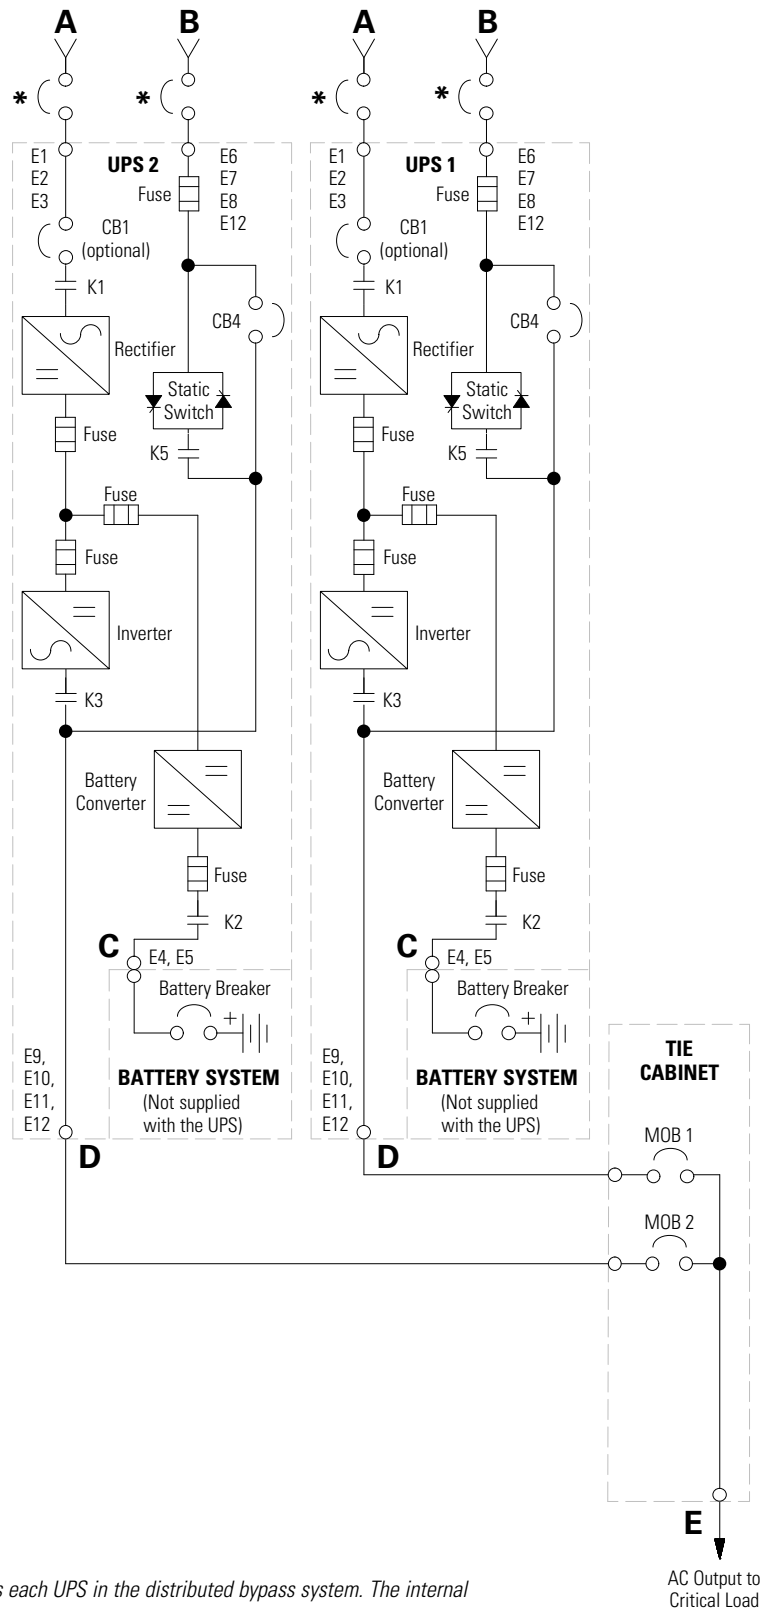 A B A B
* * * *
E1
E2
E3
UPS 2
E6
E7
E8
E12
Fuse
CB1
(optional)
K1
CB4
Rectifier
Static
Switch
Fuse
K5
Fuse
Fuse
Inverter
K3
Battery
Converter
Fuse
K2
C
E4, E5
Battery Breaker
+
BATTERY SYSTEM
(Not supplied
with the UPS)
E9,
E10,
E11,
E12
D
E1
E2
E3
UPS 1
E6
E7
E8
E12
Fuse
CB1
(optional)
K1
CB4
Rectifier
Static
Switch
Fuse
K5
Fuse
Fuse
Inverter
K3
Battery
Converter
Fuse
K2
C
E4, E5
Battery Breaker
+
BATTERY SYSTEM
(Not supplied
with the UPS)
E9,
E10,
E11,
E12
D
TIE
CABINET
MOB 1
MOB 2
E
AC Output to
Critical Load
s each UPS in the distributed bypass system. The internal